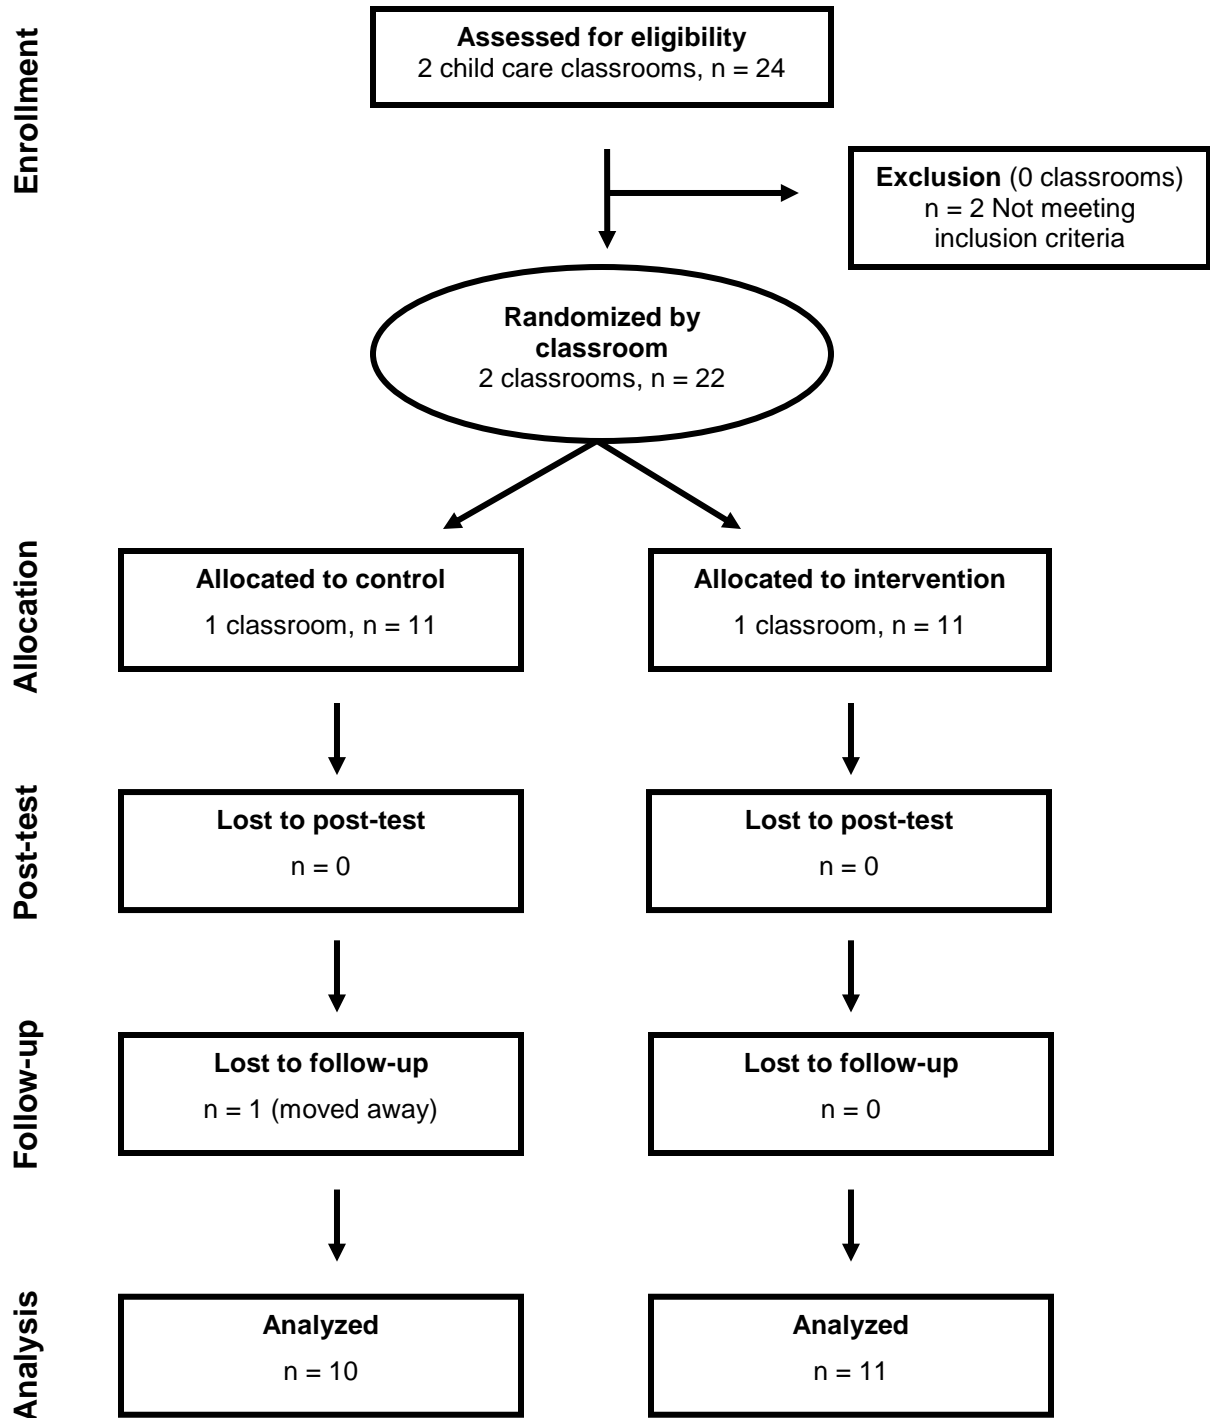 Enrollment
Assessed for eligibility
2 child care classrooms, n = 24
Exclusion (0 classrooms)
n = 2 Not meeting
inclusion criteria
Randomized by
classroom
2 classrooms, n = 22
Allocation
Allocated to control
1 classroom, n = 11
Allocated to intervention
1 classroom, n = 11
Post-test
Lost to post-test
n = 0
Lost to post-test
n = 0
Follow-up
Lost to follow-up
n = 1 (moved away)
Lost to follow-up
n = 0
Analysis
Analyzed
n = 10
Analyzed
n = 11